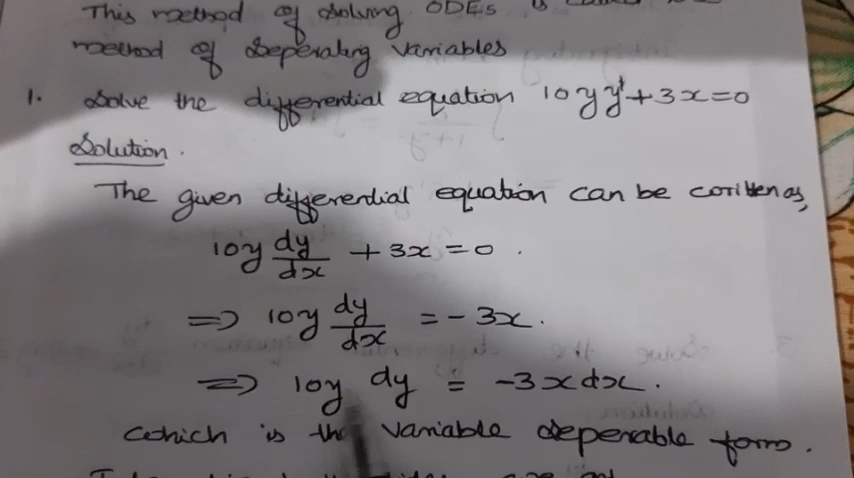 This method of solving ODEs is
method of Seperating variables
1. Solve the differential equation 10yy'+3x=0
Solution.
The given differential equation can be written as,
10y dy/dx + 3x = 0.
⇒ 10y dy/dx = -3x.
⇒ 10y dy = -3x dx.
which is the variable seperable form.